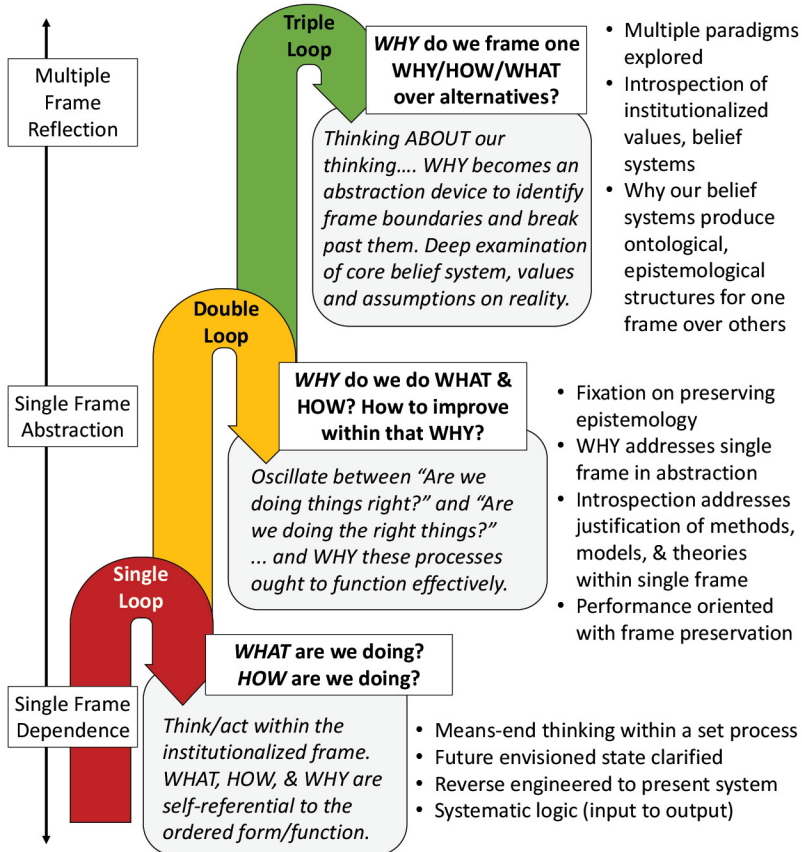 Triple
Loop
WHY do we frame one
WHY/HOW/WHAT
over alternatives?
Thinking ABOUT our
thinking.... WHY becomes an
abstraction device to identify
frame boundaries and break
past them. Deep examination
of core belief system, values
and assumptions on reality.
• Multiple paradigms
explored
• Introspection of
institutionalized
values, belief
systems
• Why our belief
systems produce
ontological,
epistemological
structures for one
frame over others
Multiple
Frame
Reflection
Double
Loop
WHY do we do WHAT &
HOW? How to improve
within that WHY?
Oscillate between “Are we
doing things right?” and “Are
we doing the right things?”
... and WHY these processes
ought to function effectively.
• Fixation on preserving
epistemology
• WHY addresses single
frame in abstraction
• Introspection addresses
justification of methods,
models, & theories
within single frame
• Performance oriented
with frame preservation
Single Frame
Abstraction
Single
Loop
WHAT are we doing?
HOW are we doing?
Think/act within the
institutionalized frame.
WHAT, HOW, & WHY are
self-referential to the
ordered form/function.
• Means-end thinking within a set process
• Future envisioned state clarified
• Reverse engineered to present system
• Systematic logic (input to output)
Single Frame
Dependence